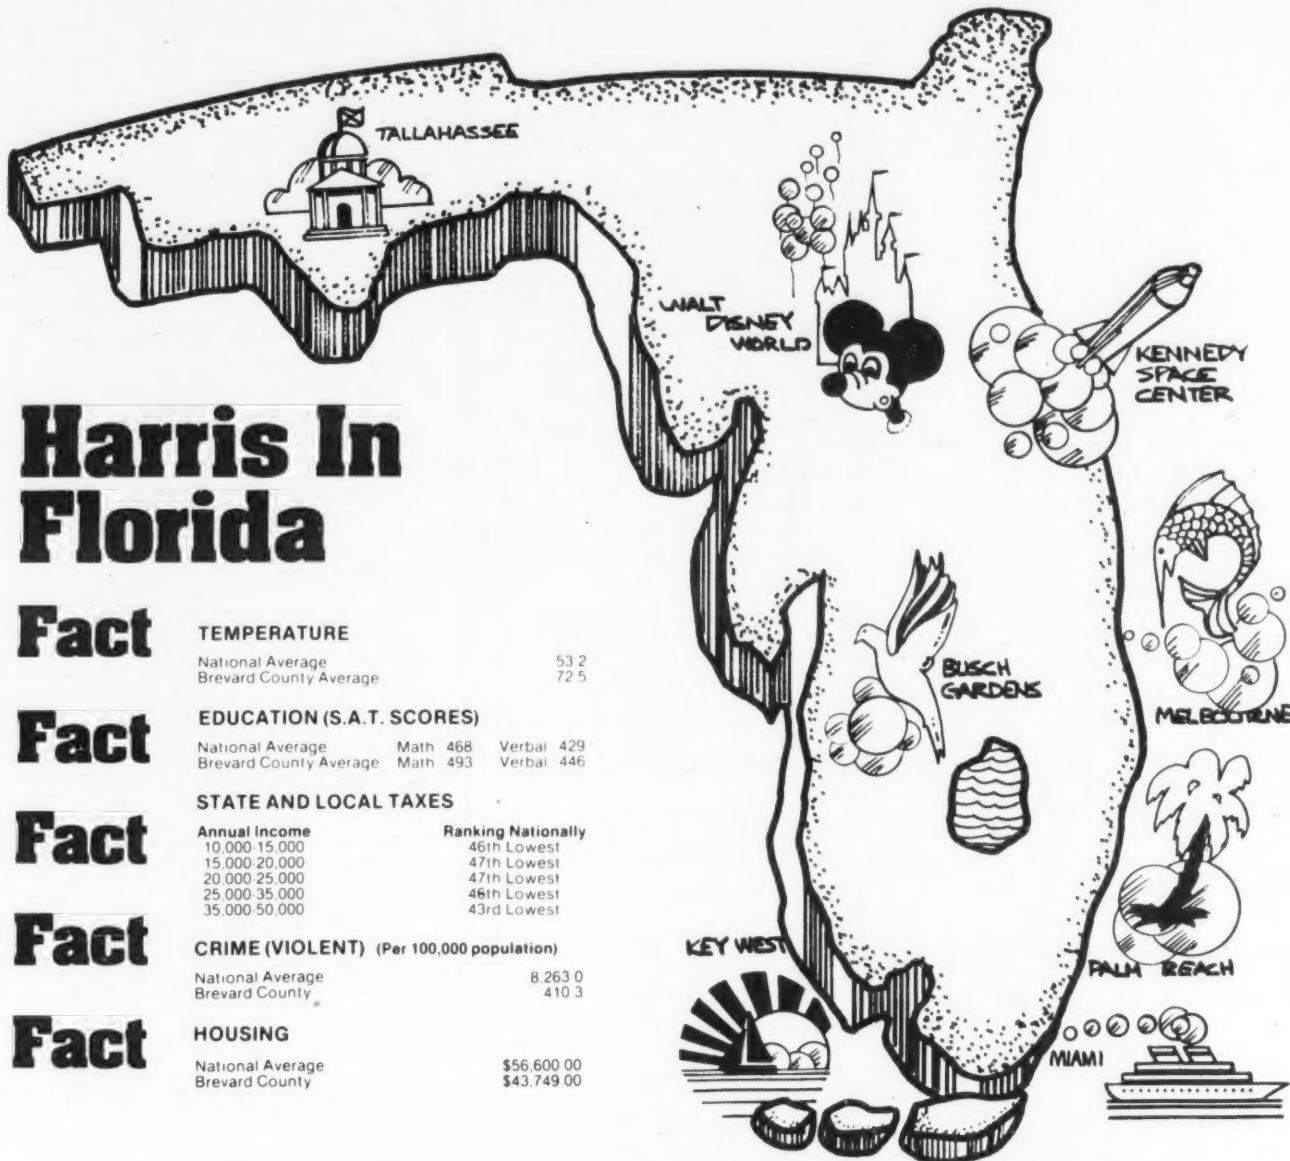 TALLAHASSEE
WALT
DISNEY
WORLD
KENNEDY
SPACE
CENTER
Harris In
Florida
Fact
TEMPERATURE
National Average 53 2
Brevard County Average 72 5
Fact
EDUCATION (S.A.T. SCORES)
National Average Math 468 Verbal 429
Brevard County Average Math 493 Verbal 446
Fact
STATE AND LOCAL TAXES
Annual Income Ranking Nationally
10,000-15,000 46th Lowest
15,000-20,000 47th Lowest
20,000-25,000 47th Lowest
25,000-35,000 46th Lowest
35,000-50,000 43rd Lowest
Fact
CRIME (VIOLENT) (Per 100,000 population)
National Average 8,263 0
Brevard County 410 3
Fact
HOUSING
National Average $56,600 00
Brevard County $43,749 00
BUSCH
GARDENS
MELBOURNE
PALM BEACH
KEY WEST
MIAMI